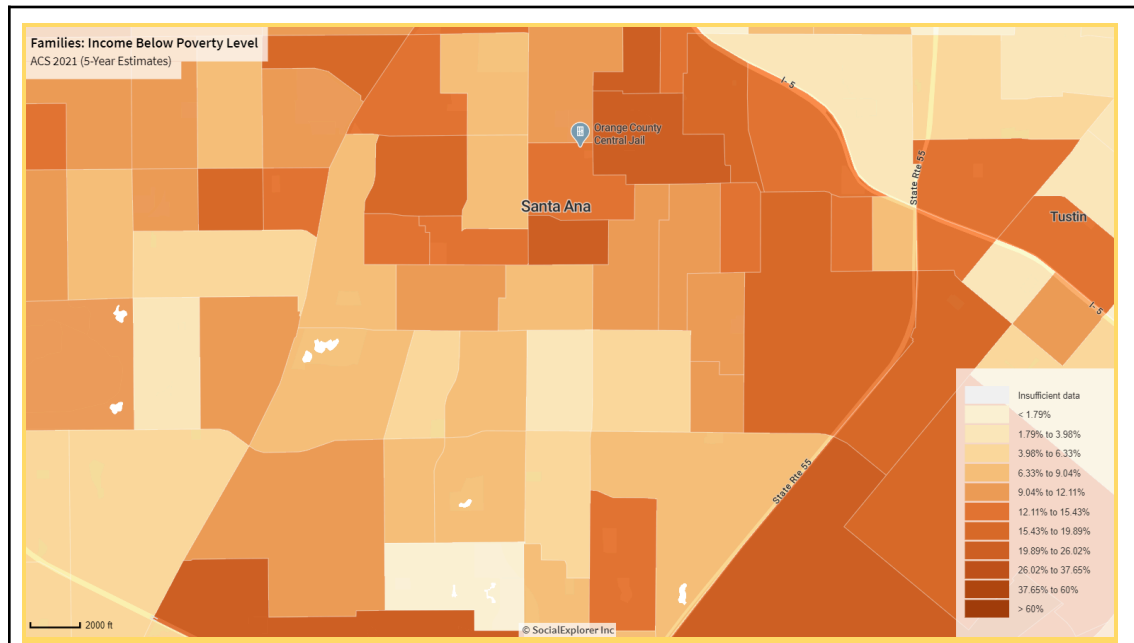 Families: Income Below Poverty Level
ACS 2021 (5-Year Estimates)
I- 5
Orange County
Central Jail
State Rte 55
Santa Ana
Tustin
I- 5
State Rte 55
Insufficient data
< 1.79%
1.79% to 3.98%
3.98% to 6.33%
6.33% to 9.04%
9.04% to 12.11%
12.11% to 15.43%
15.43% to 19.89%
19.89% to 26.02%
26.02% to 37.65%
37.65% to 60%
> 60%
2000 ft
© SocialExplorer Inc